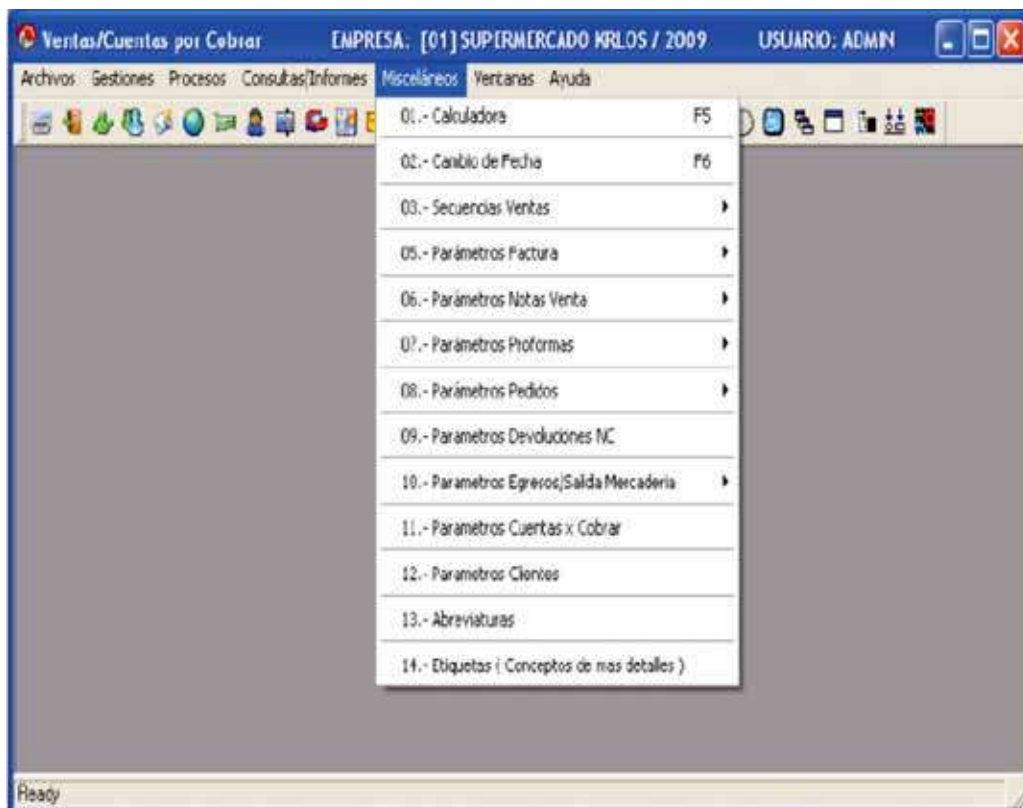 Ventas/Cuentas por Cobrar EMPRESA: [01] SUPERMERCADO KRLOS / 2009 USUARIO: ADMIN
Archivos Gestiones Procesos Consultas/Informes Misceláneos Ventanas Ayuda
01.- Calculadora F5
02.- Cambio de Fecha F6
03.- Secuencias Ventas
05.- Parámetros Factura
06.- Parámetros Notas Venta
07.- Parámetros Proformas
08.- Parámetros Pedidos
09.- Parametros Devoluciones NC
10.- Parametros Egresos/Salida Mercaderia
11.- Parametros Cuentas x Cobrar
12.- Parametros Clientes
13.- Abreviaturas
14.- Etiquetas ( Conceptos de mas detalles )
Ready